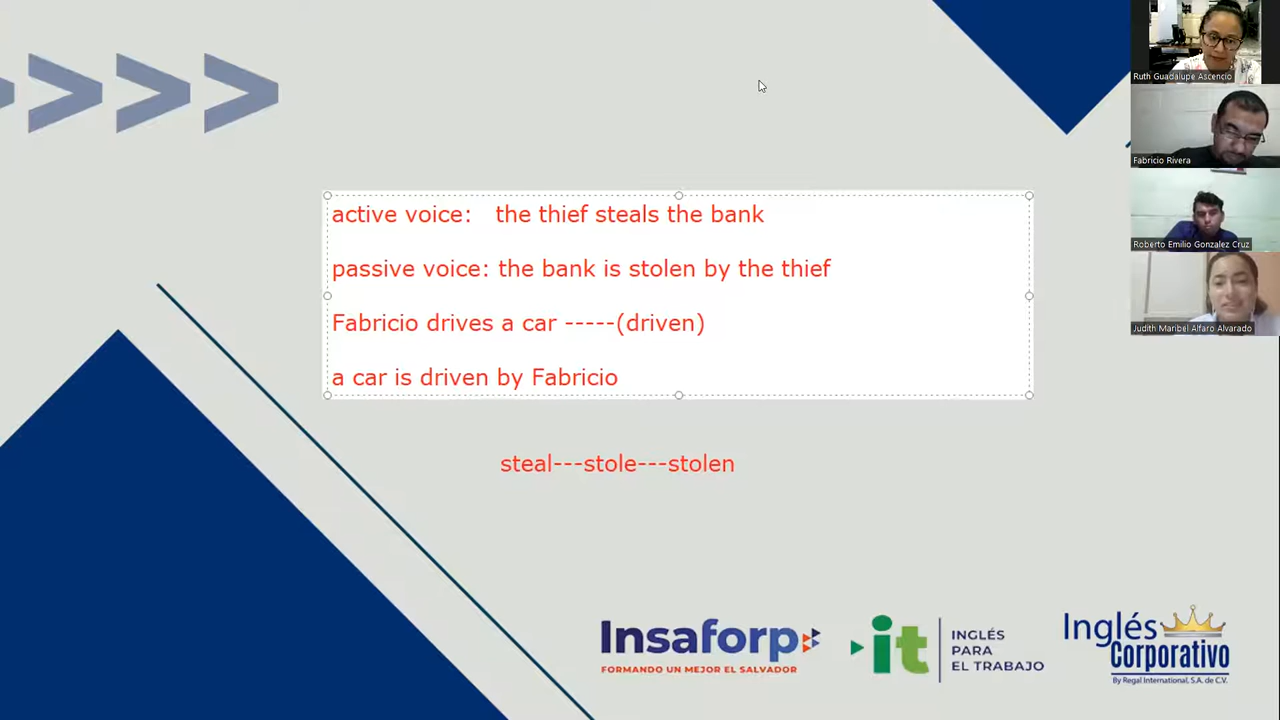 Ruth Guadalupe Ascencio
Fabricio Rivera
Roberto Emilio Gonzalez Cruz
Judith Maribel Alfaro Alvarado
active voice: the thief steals the bank
passive voice: the bank is stolen by the thief
Fabricio drives a car -----(driven)
a car is driven by Fabricio
steal---stole---stolen
Insaforp
FORMANDO UN MEJOR EL SALVADOR
it
INGLÉS
PARA
EL TRABAJO
Inglés
Corporativo
By Regal International, S.A. de C.V.